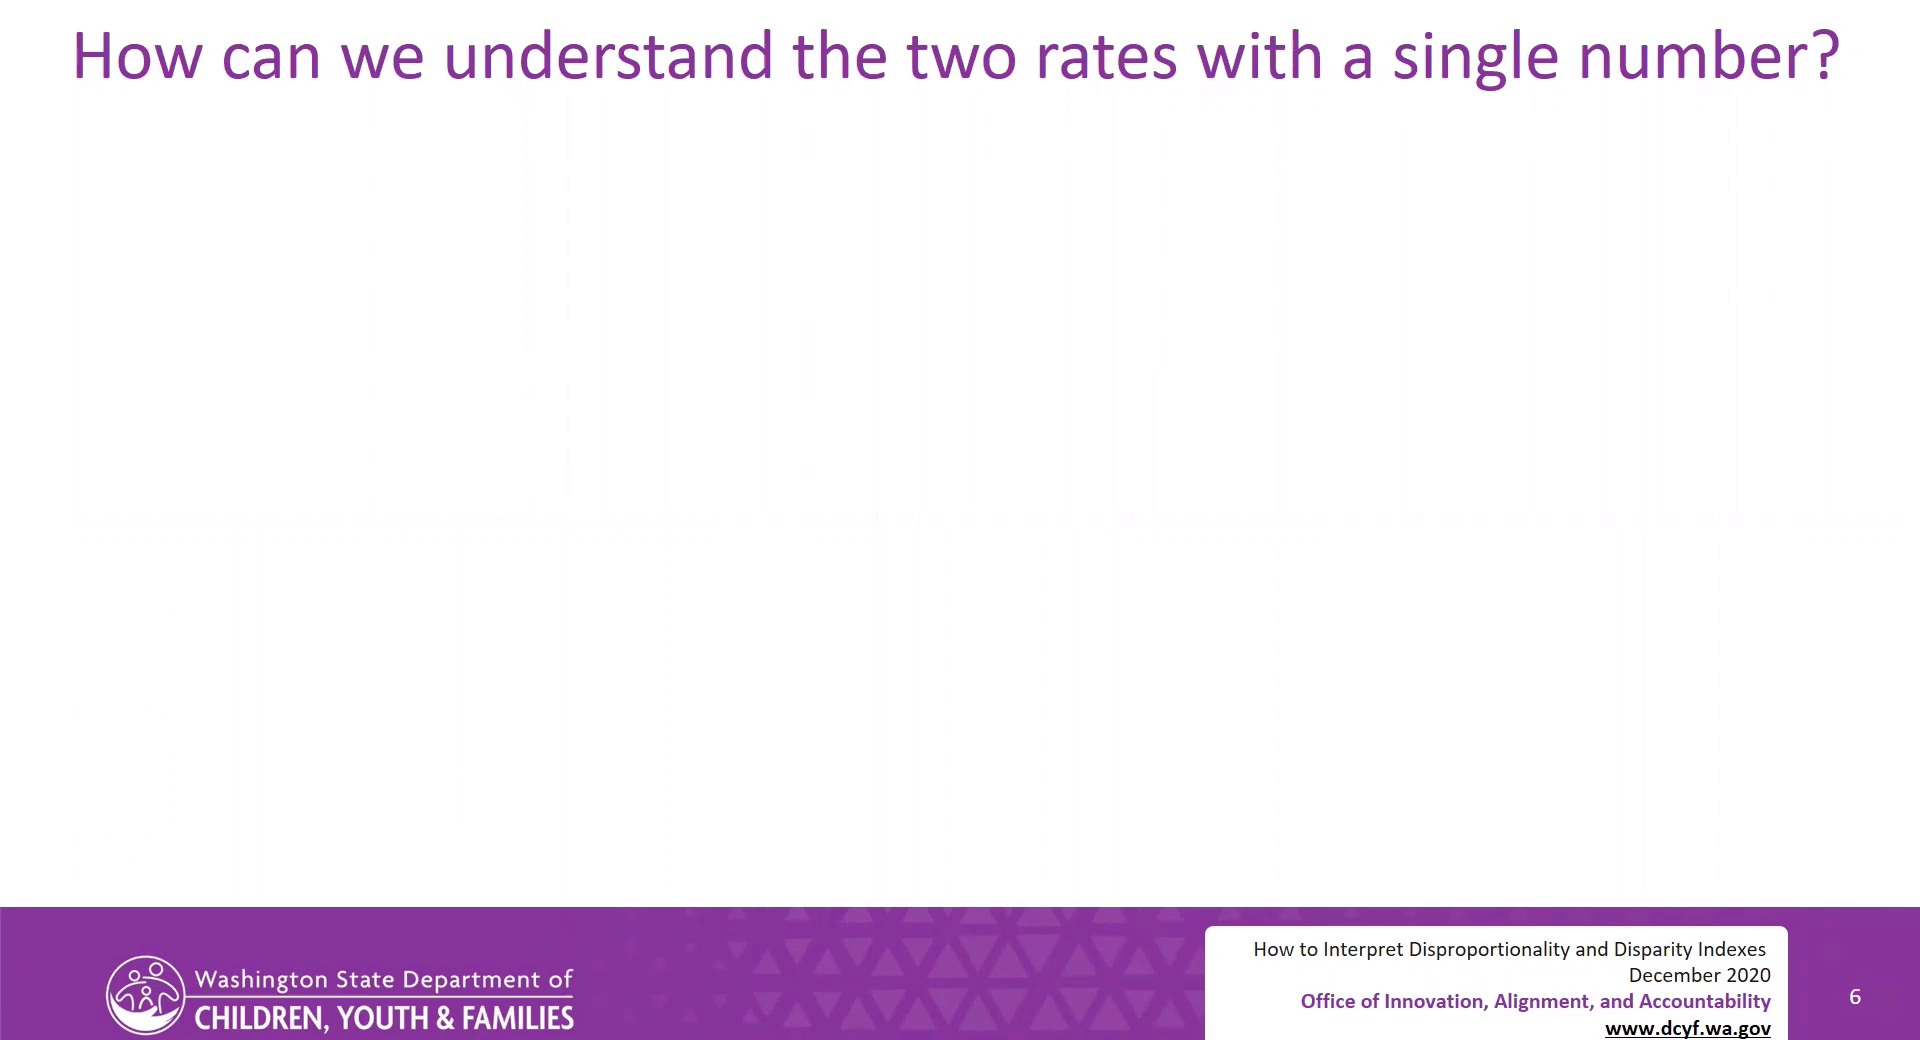 How can we understand the two rates with a single number?
Washington State Department of
CHILDREN, YOUTH & FAMILIES
How to Interpret Disproportionality and Disparity Indexes
December 2020
Office of Innovation, Alignment, and Accountability
www.dcyf.wa.gov
6